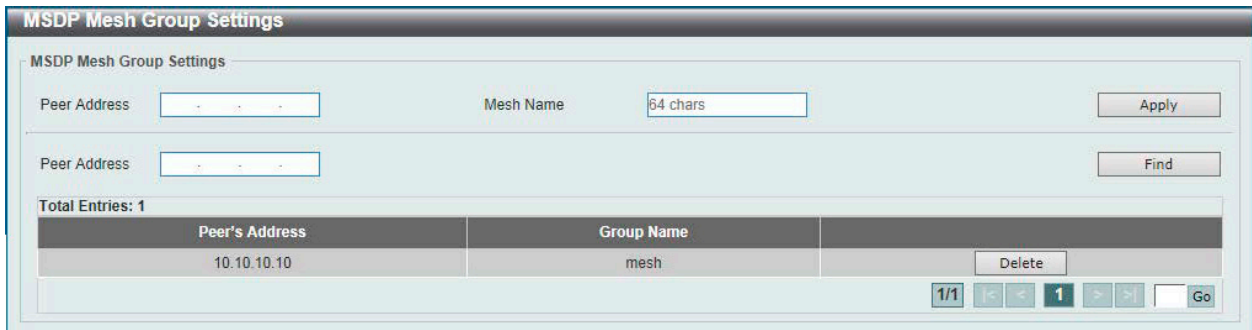 MSDP Mesh Group Settings
MSDP Mesh Group Settings
Peer Address . . . Mesh Name 64 chars Apply
Peer Address . . . Find
Total Entries: 1
Peer's Address Group Name
10.10.10.10 mesh Delete
1/1 |< < 1 > >| Go